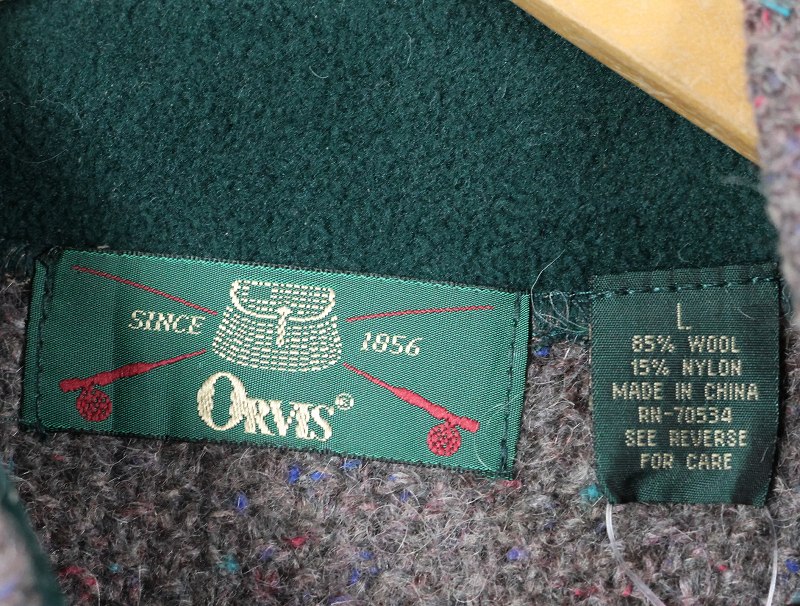 SINCE 1856
ORVIS®
L
85% WOOL
15% NYLON
MADE IN CHINA
RN-70534
SEE REVERSE
FOR CARE